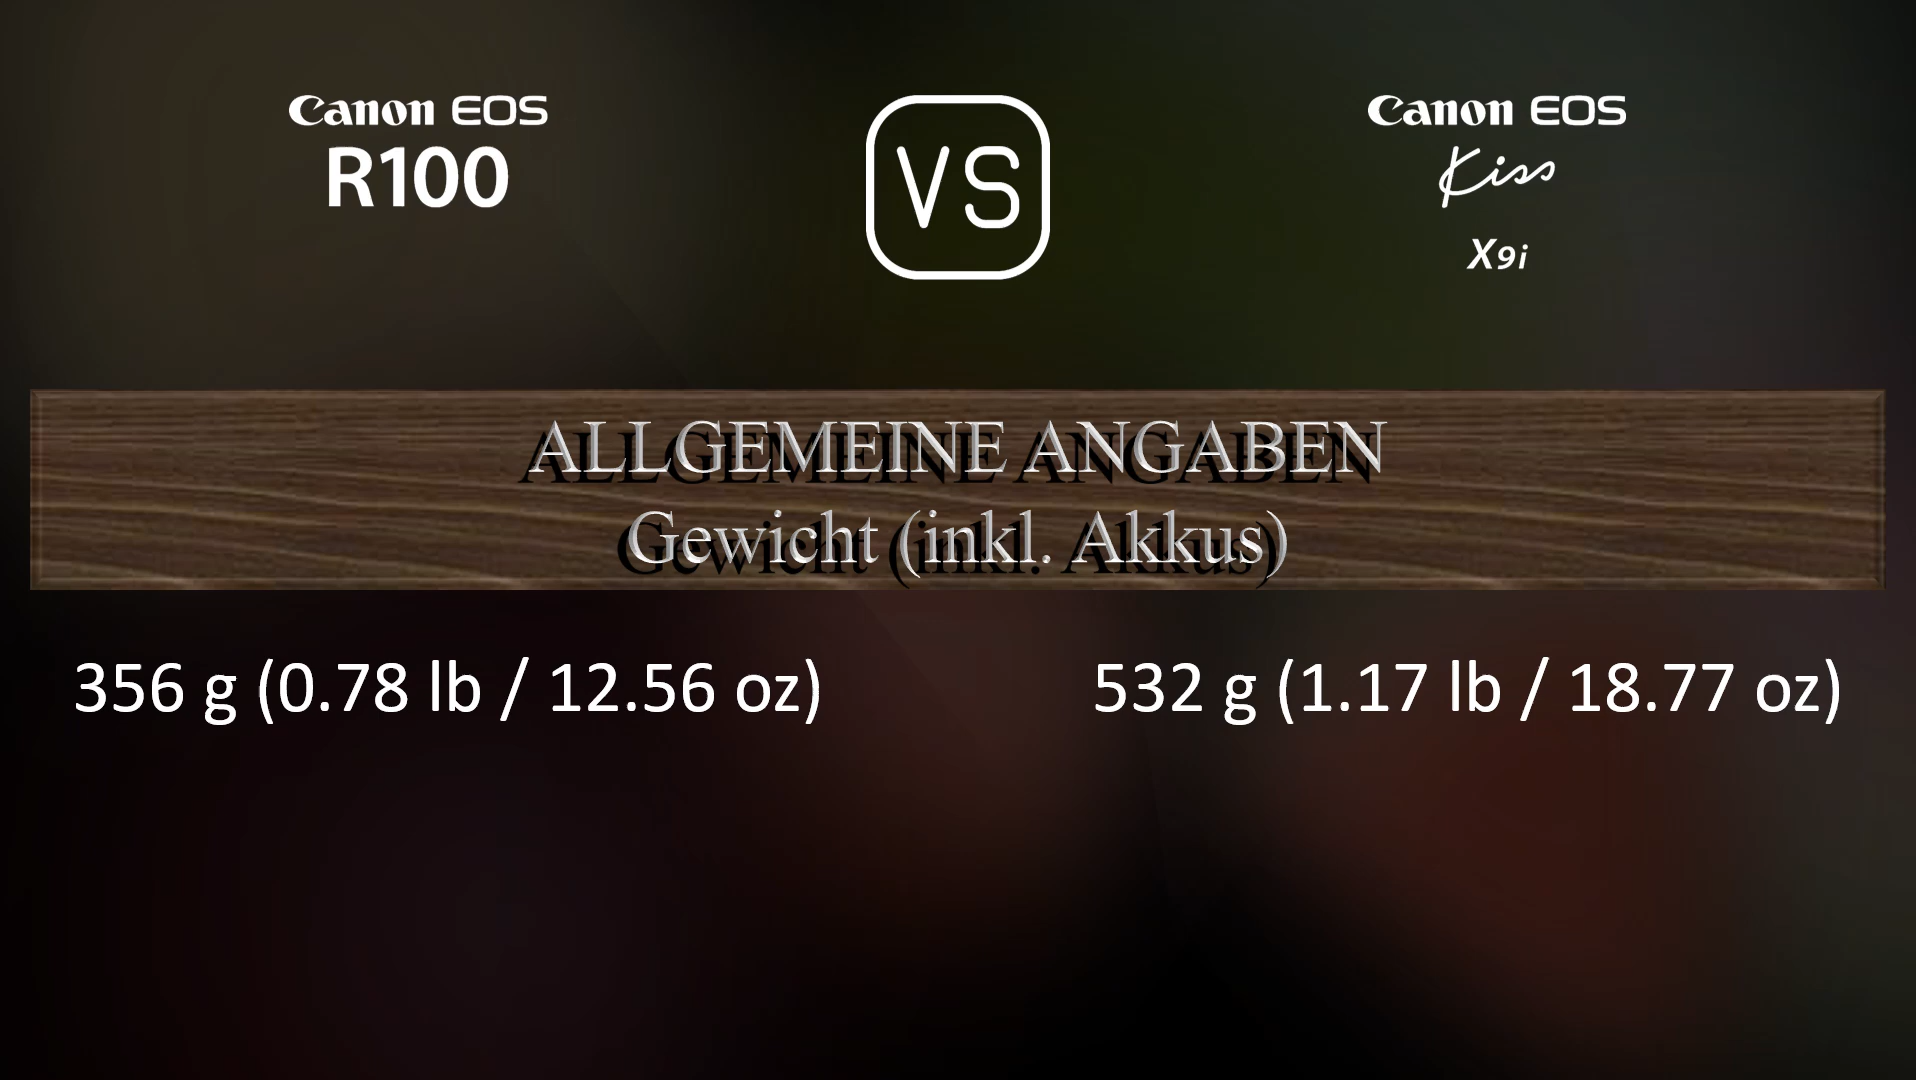 Canon EOS
R100
VS
Canon EOS
Kiss
X9i
ALLGEMEINE ANGABEN
Gewicht (inkl. Akkus)
356 g (0.78 lb / 12.56 oz)
532 g (1.17 lb / 18.77 oz)